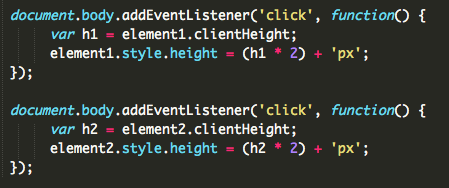 document.body.addEventListener('click', function() {
    var h1 = element1.clientHeight;
    element1.style.height = (h1 * 2) + 'px';
});

document.body.addEventListener('click', function() {
    var h2 = element2.clientHeight;
    element2.style.height = (h2 * 2) + 'px';
});